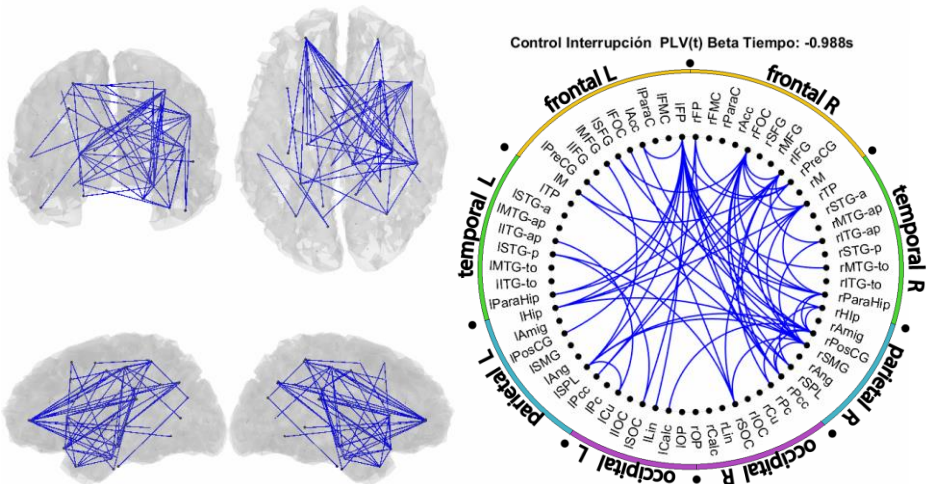 Control Interrupción PLV(t) Beta Tiempo: -0.988s
frontal L
frontal R
temporal L
temporal R
parietal L
parietal R
occipital L
occipital R
lFP
lFMC
lParaC
lAcc
lFOC
lSFG
lMFG
lIFG
lPreCG
lM
lTP
lSTG-a
lMTG-ap
lITG-ap
lSTG-p
lMTG-to
lITG-to
lParaHip
lHip
lAmig
lPosCG
lSMG
lAng
lSPL
lPcc
lPc
lCu
lIOC
lSOC
lLin
lCalc
lOP
rFP
rFMC
rParaC
rAcc
rFOC
rSFG
rMFG
rIFG
rPreCG
rM
rTP
rSTG-a
rMTG-ap
rITG-ap
rSTG-p
rMTG-to
rITG-to
rParaHip
rHip
rAmig
rPosCG
rSMG
rAng
rSPL
rPcc
rPc
rCu
rIOC
rSOC
rLin
rCalc
rOP